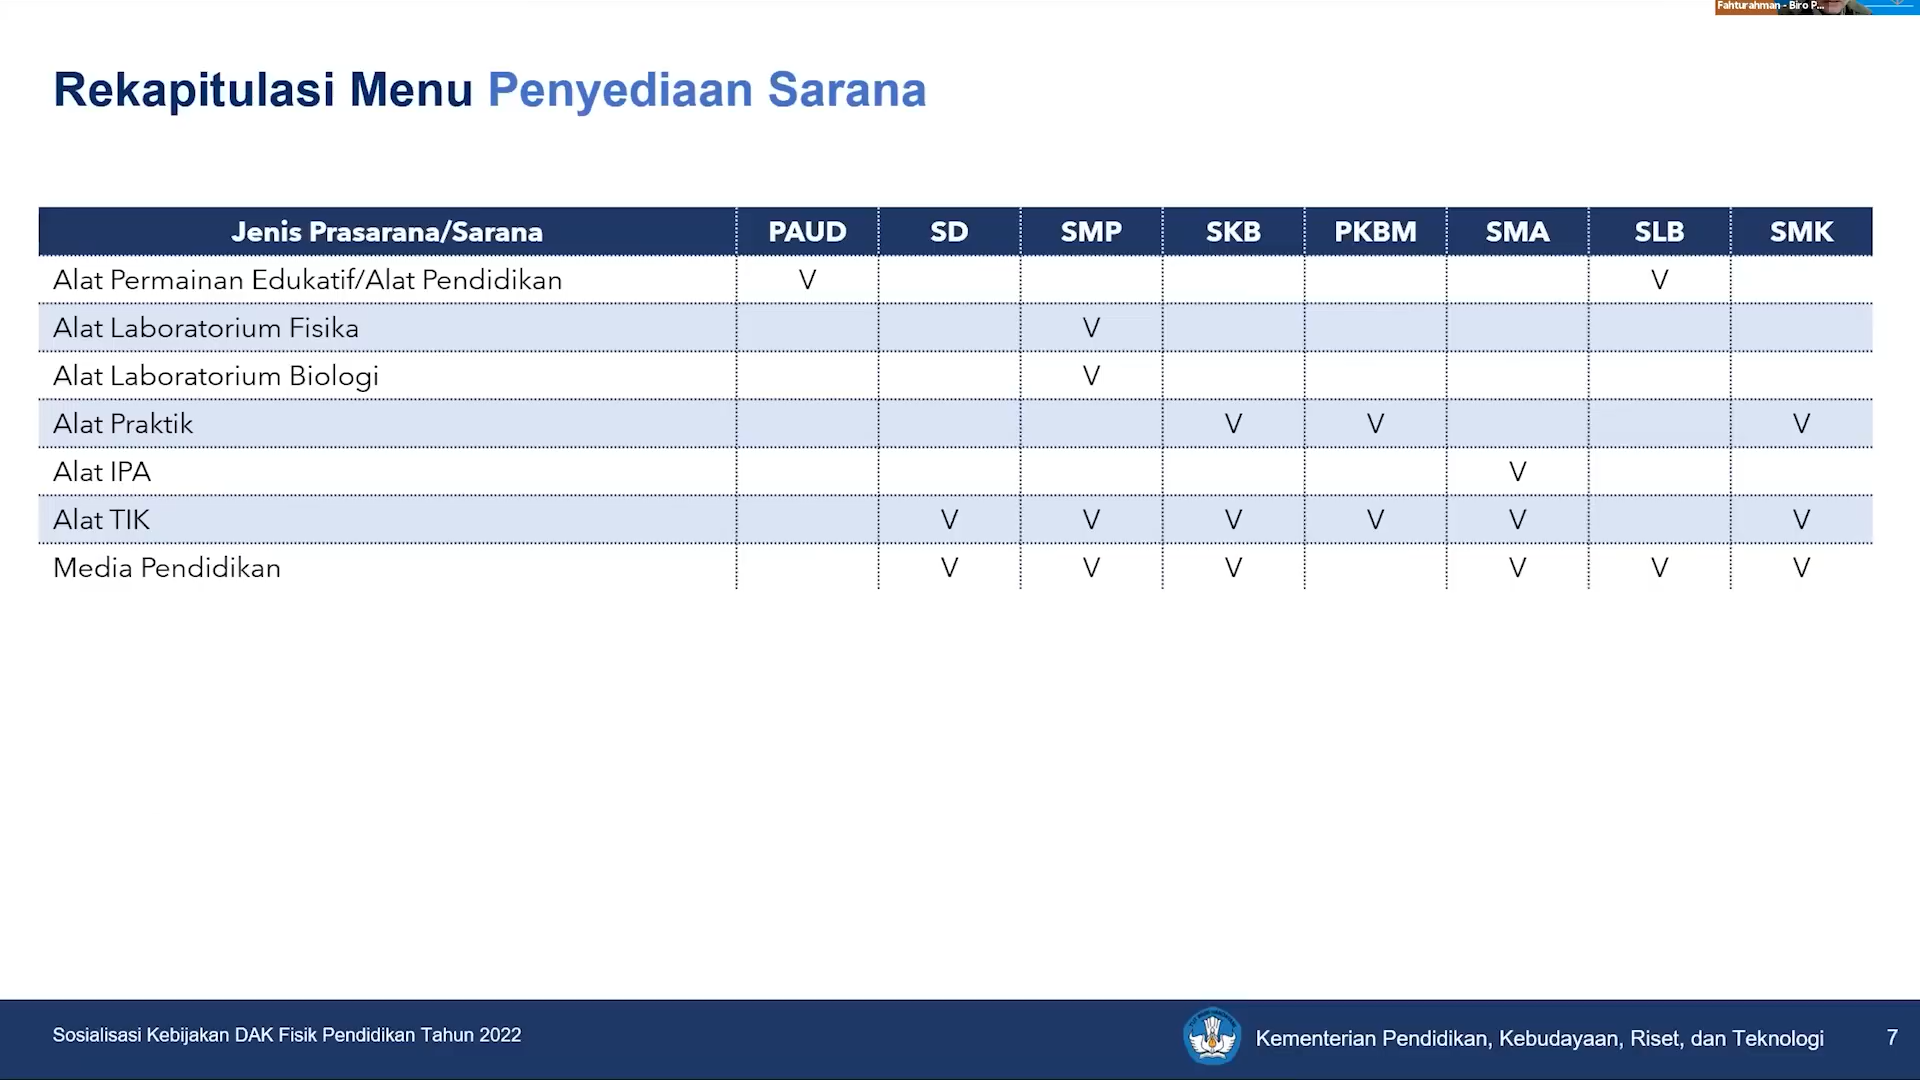 Fahturahman - Biro P...
Rekapitulasi Menu Penyediaan Sarana
Jenis Prasarana/Sarana PAUD SD SMP SKB PKBM SMA SLB SMK
Alat Permainan Edukatif/Alat Pendidikan V V
Alat Laboratorium Fisika V
Alat Laboratorium Biologi V
Alat Praktik V V V
Alat IPA V
Alat TIK V V V V V V
Media Pendidikan V V V V V V
Sosialisasi Kebijakan DAK Fisik Pendidikan Tahun 2022
Kementerian Pendidikan, Kebudayaan, Riset, dan Teknologi 7